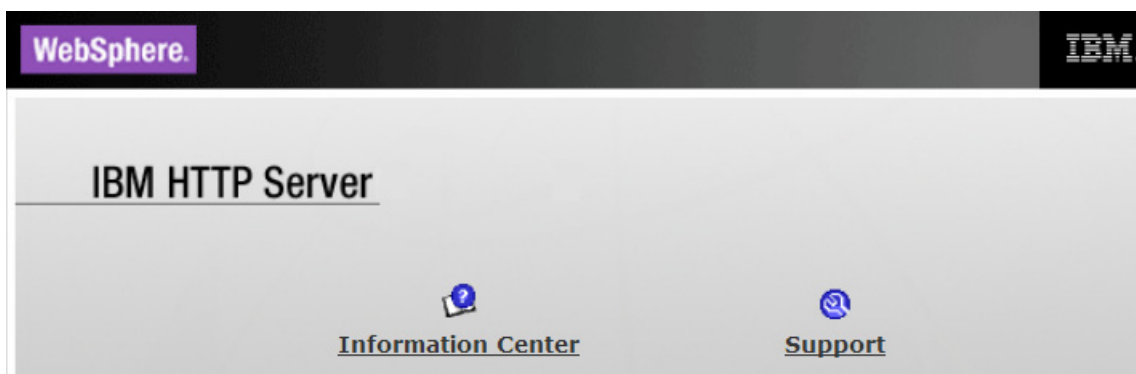 WebSphere. IBM.
IBM HTTP Server
Information Center Support